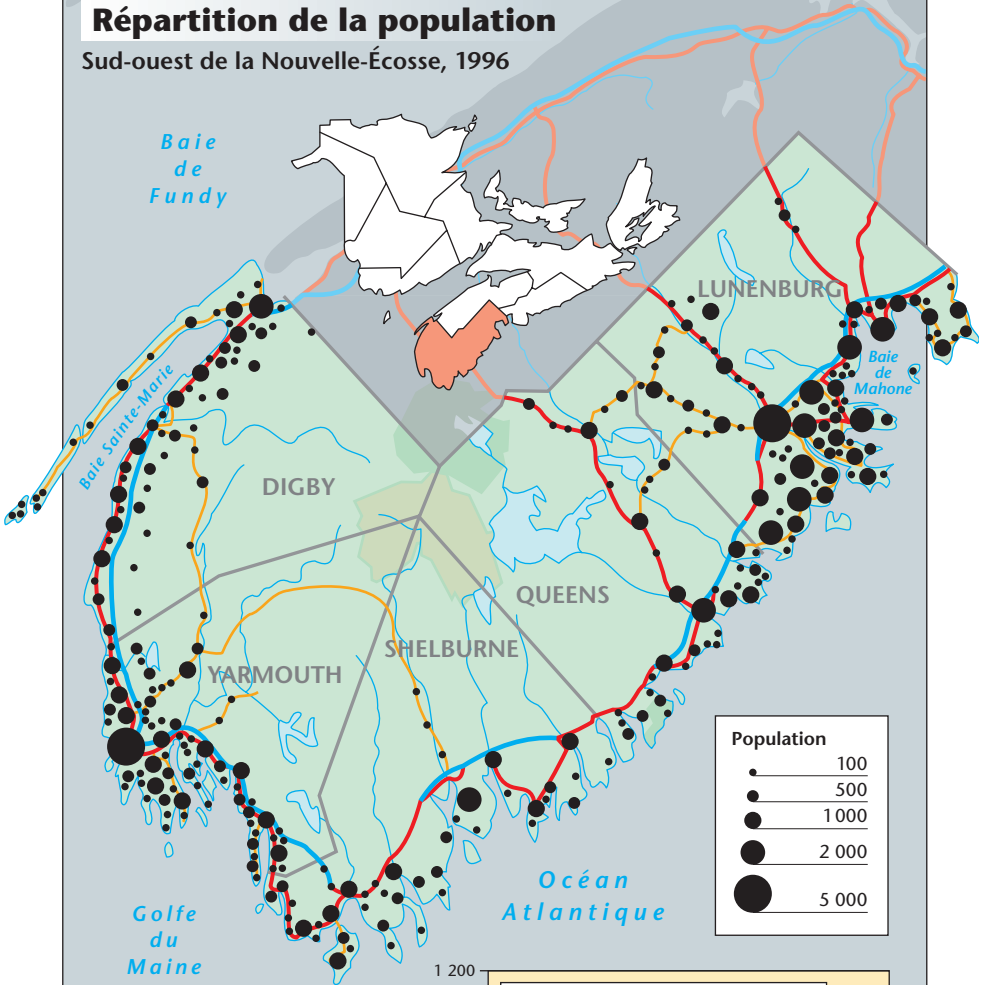 Répartition de la population
Sud-ouest de la Nouvelle-Écosse, 1996
Baie
de
Fundy
LUNENBURG
Baie
de
Mahone
Baie Sainte-Marie
DIGBY
QUEENS
SHELBURNE
YARMOUTH
Population
100
500
1000
2 000
5 000
Océan
Atlantique
Golfe
du
Maine
1 200